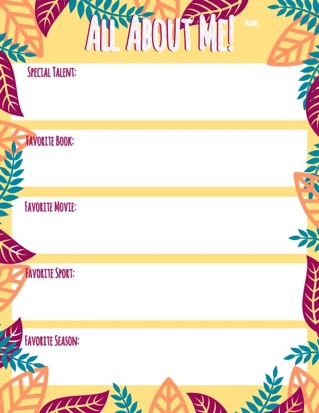 All About Me!
Special Talent:
Favorite Book:
Favorite Movie:
Favorite Sport:
Favorite Season: